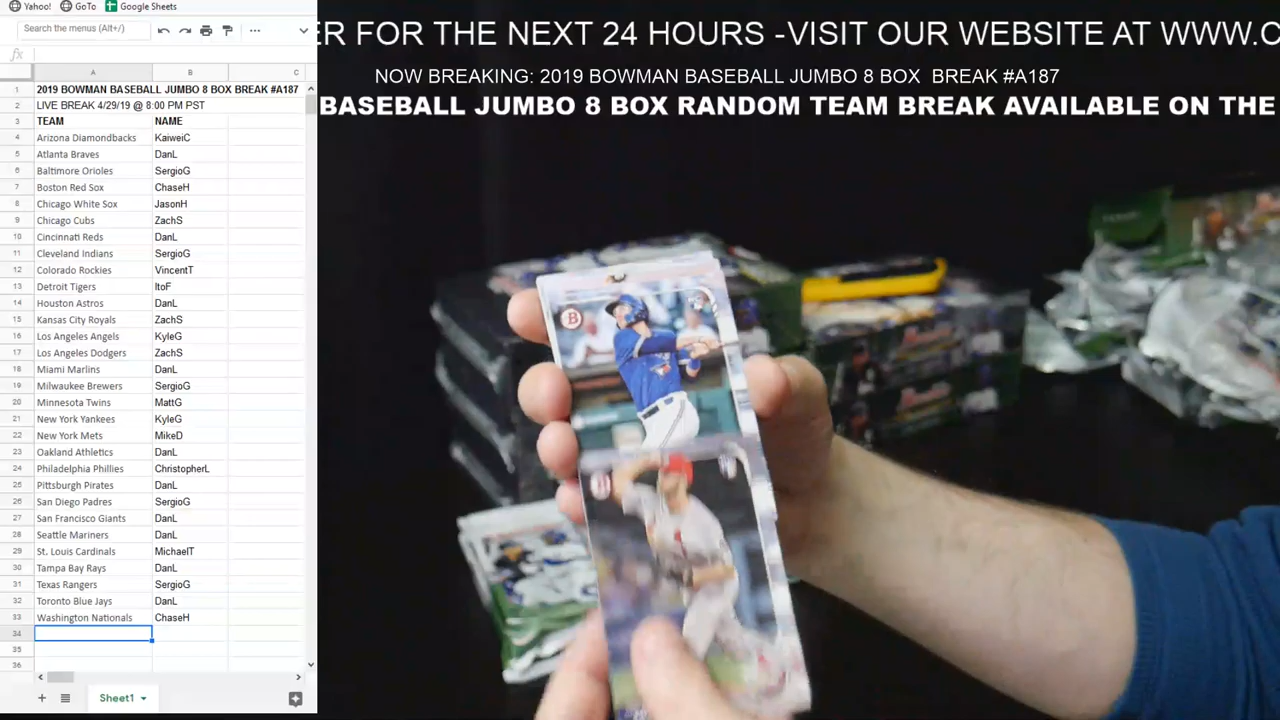 Yahoo! GoTo Google Sheets
Search the menus (Alt+/)
fx
A B C
1 2019 BOWMAN BASEBALL JUMBO 8 BOX BREAK #A187
2 LIVE BREAK 4/29/19 @ 8:00 PM PST
3 TEAM NAME
4 Arizona Diamondbacks KaiweiC
5 Atlanta Braves DanL
6 Baltimore Orioles SergioG
7 Boston Red Sox ChaseH
8 Chicago White Sox JasonH
9 Chicago Cubs ZachS
10 Cincinnati Reds DanL
11 Cleveland Indians SergioG
12 Colorado Rockies VincentT
13 Detroit Tigers ItoF
14 Houston Astros DanL
15 Kansas City Royals ZachS
16 Los Angeles Angels KyleG
17 Los Angeles Dodgers ZachS
18 Miami Marlins DanL
19 Milwaukee Brewers SergioG
20 Minnesota Twins MattG
21 New York Yankees KyleG
22 New York Mets MikeD
23 Oakland Athletics DanL
24 Philadelphia Phillies ChristopherL
25 Pittsburgh Pirates DanL
26 San Diego Padres SergioG
27 San Francisco Giants DanL
28 Seattle Mariners DanL
29 St. Louis Cardinals MichaelT
30 Tampa Bay Rays DanL
31 Texas Rangers SergioG
32 Toronto Blue Jays DanL
33 Washington Nationals ChaseH
34
35
36
Sheet1
ER FOR THE NEXT 24 HOURS -VISIT OUR WEBSITE AT WWW.C
NOW BREAKING: 2019 BOWMAN BASEBALL JUMBO 8 BOX BREAK #A187
BASEBALL JUMBO 8 BOX RANDOM TEAM BREAK AVAILABLE ON THE
B